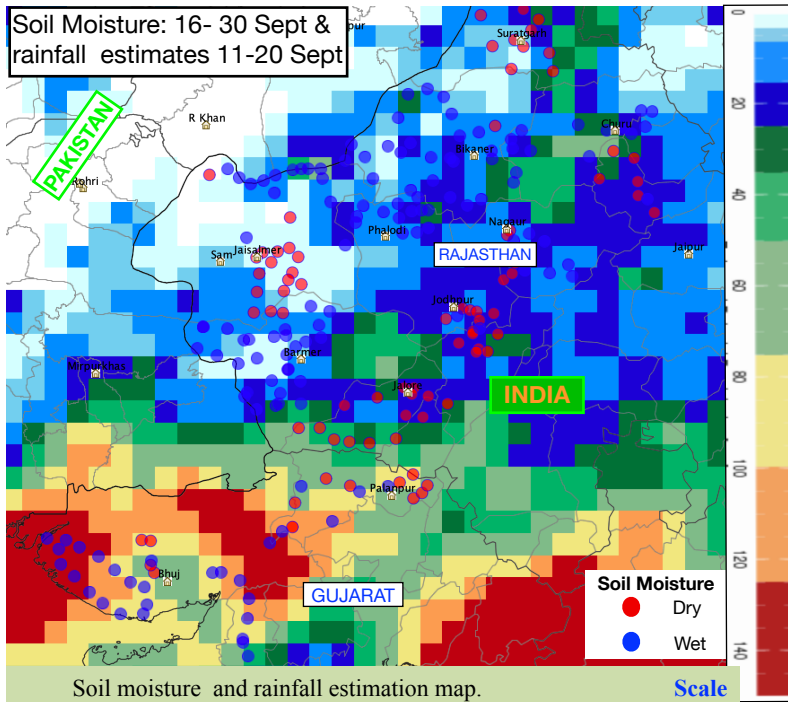 Soil Moisture: 16- 30 Sept &
rainfall estimates 11-20 Sept
Suratgarh
R Khan
PAKISTAN
Churu
Bikaner
Rohri
Nagaur
Phalodi
Sam
Jaisalmer
RAJASTHAN
Jaipur
Jodhpur
Barmer
Mirpurkhas
Jalore
INDIA
Palanpur
Bhuj
GUJARAT
Soil Moisture
Dry
Wet
0
20
40
60
80
100
120
140
Soil moisture and rainfall estimation map.
Scale